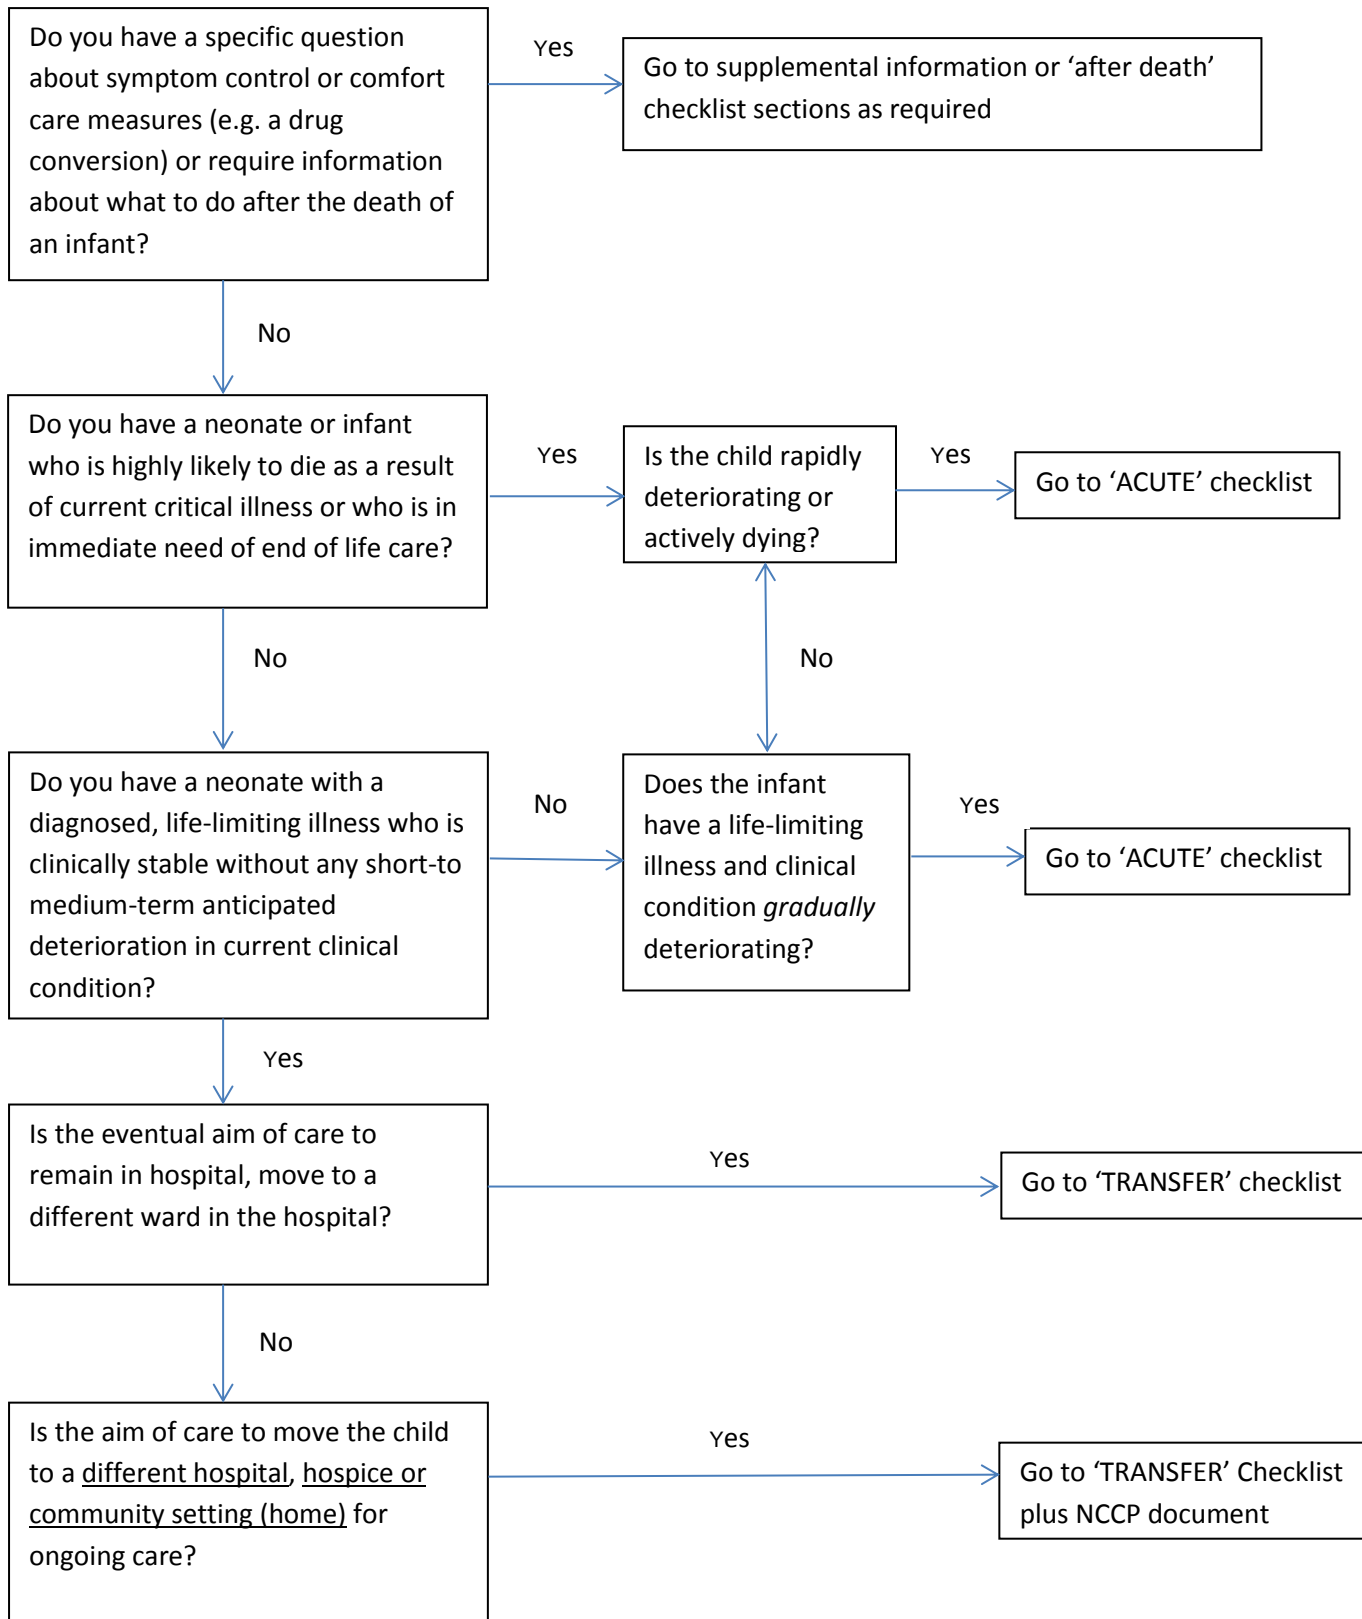 Do you have a specific question
about symptom control or comfort
care measures (e.g. a drug
conversion) or require information
about what to do after the death of
an infant?
Yes
Go to supplemental information or ‘after death’
checklist sections as required
No
Do you have a neonate or infant
who is highly likely to die as a result
of current critical illness or who is in
immediate need of end of life care?
Yes
Is the child rapidly
deteriorating or
actively dying?
Yes
Go to ‘ACUTE’ checklist
No
No
Do you have a neonate with a
diagnosed, life-limiting illness who is
clinically stable without any short-to
medium-term anticipated
deterioration in current clinical
condition?
No
Does the infant
have a life-limiting
illness and clinical
condition gradually
deteriorating?
Yes
Go to ‘ACUTE’ checklist
Yes
Is the eventual aim of care to
remain in hospital, move to a
different ward in the hospital?
Yes
Go to ‘TRANSFER’ checklist
No
Is the aim of care to move the child
to a different hospital, hospice or
community setting (home) for
ongoing care?
Yes
Go to ‘TRANSFER’ Checklist
plus NCCP document